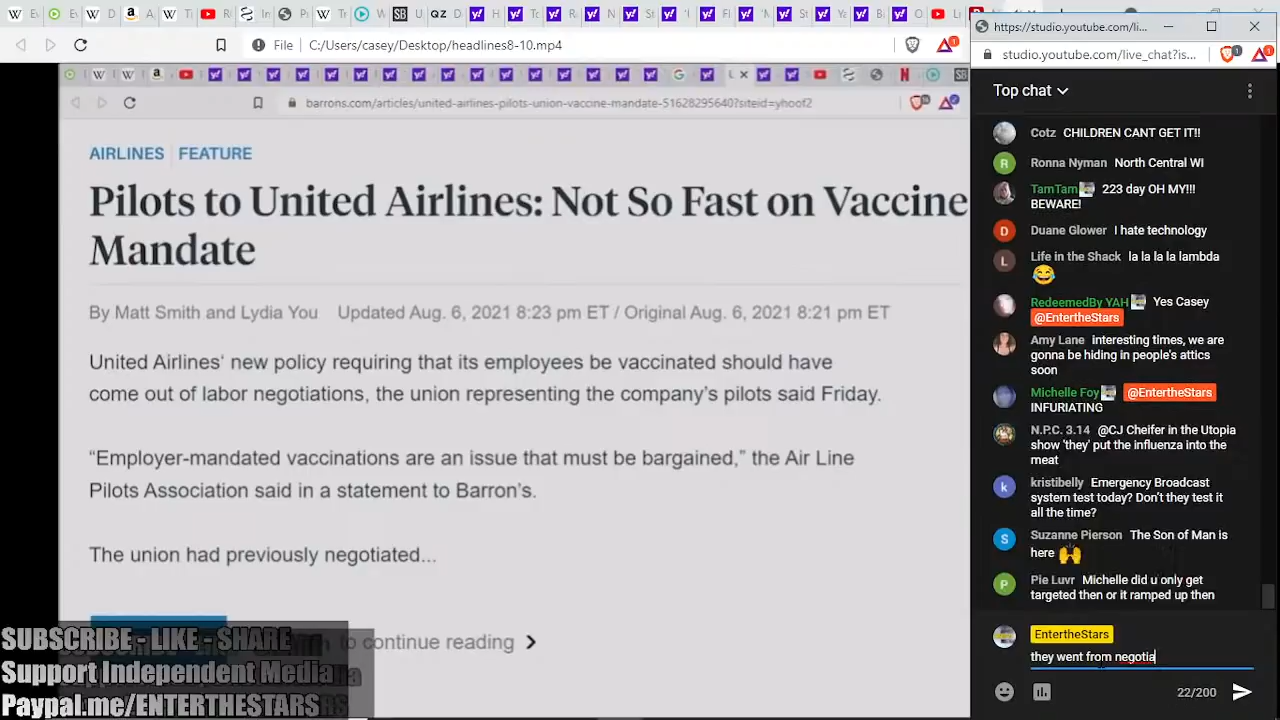 File
C:/Users/casey/Desktop/headlines8-10.mp4
barrons.com/articles/united-airlines-pilots-union-vaccine-mandate-51628295640?siteid=yhoof2
AIRLINES FEATURE
Pilots to United Airlines: Not So Fast on Vaccine
Mandate
By Matt Smith and Lydia You Updated Aug. 6, 2021 8:23 pm ET / Original Aug. 6, 2021 8:21 pm ET
United Airlines' new policy requiring that its employees be vaccinated should have
come out of labor negotiations, the union representing the company's pilots said Friday.
“Employer-mandated vaccinations are an issue that must be bargained,” the Air Line
Pilots Association said in a statement to Barron's.
The union had previously negotiated...
to continue reading
SUBSCRIBE - LIKE - SHARE
Support Independent Media
Paypal.me/ENTERTHESTARS
https://studio.youtube.com/li...
studio.youtube.com/live_chat?is...
Top chat
Cotz CHILDREN CANT GET IT!!
Ronna Nyman North Central WI
TamTam 223 day OH MY!!!
BEWARE!
Duane Glower I hate technology
Life in the Shack la la la la lambda
RedeemedBy YAH Yes Casey
@EntertheStars
Amy Lane interesting times, we are
gonna be hiding in people's attics
soon
Michelle Foy @EntertheStars
INFURIATING
N.P.C. 3.14 @CJ Cheifer in the Utopia
show 'they' put the influenza into the
meat
kristibelly Emergency Broadcast
system test today? Don't they test it
all the time?
Suzanne Pierson The Son of Man is
here
Pie Luvr Michelle did u only get
targeted then or it ramped up then
EntertheStars
they went from negotia
22/200